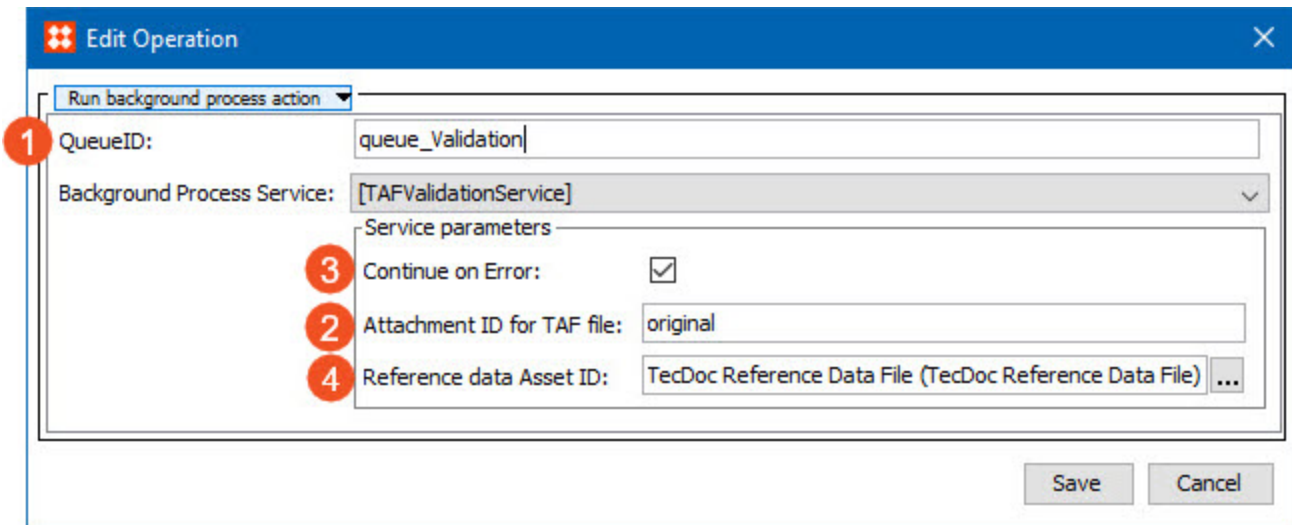 Edit Operation
Run background process action
1 QueueID: queue_Validation
Background Process Service: [TAFValidationService]
Service parameters
3 Continue on Error:
2 Attachment ID for TAF file: original
4 Reference data Asset ID: TecDoc Reference Data File (TecDoc Reference Data File) ...
Save Cancel